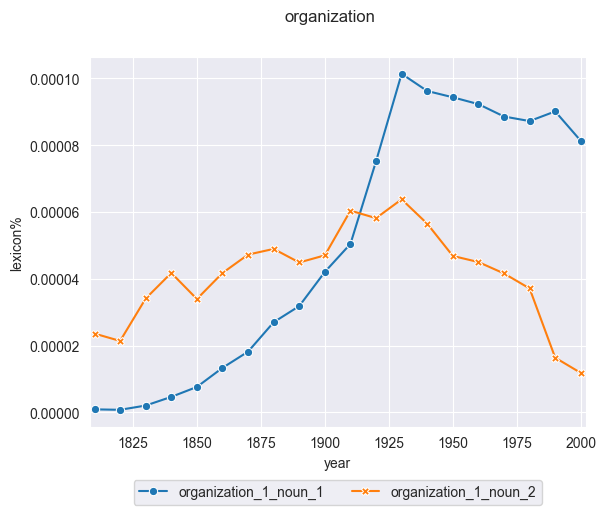 organization
0.00010
0.00008
0.00006
0.00004
0.00002
0.00000
lexicon%
1825 1850 1875 1900 1925 1950 1975 2000
year
organization_1_noun_1 organization_1_noun_2